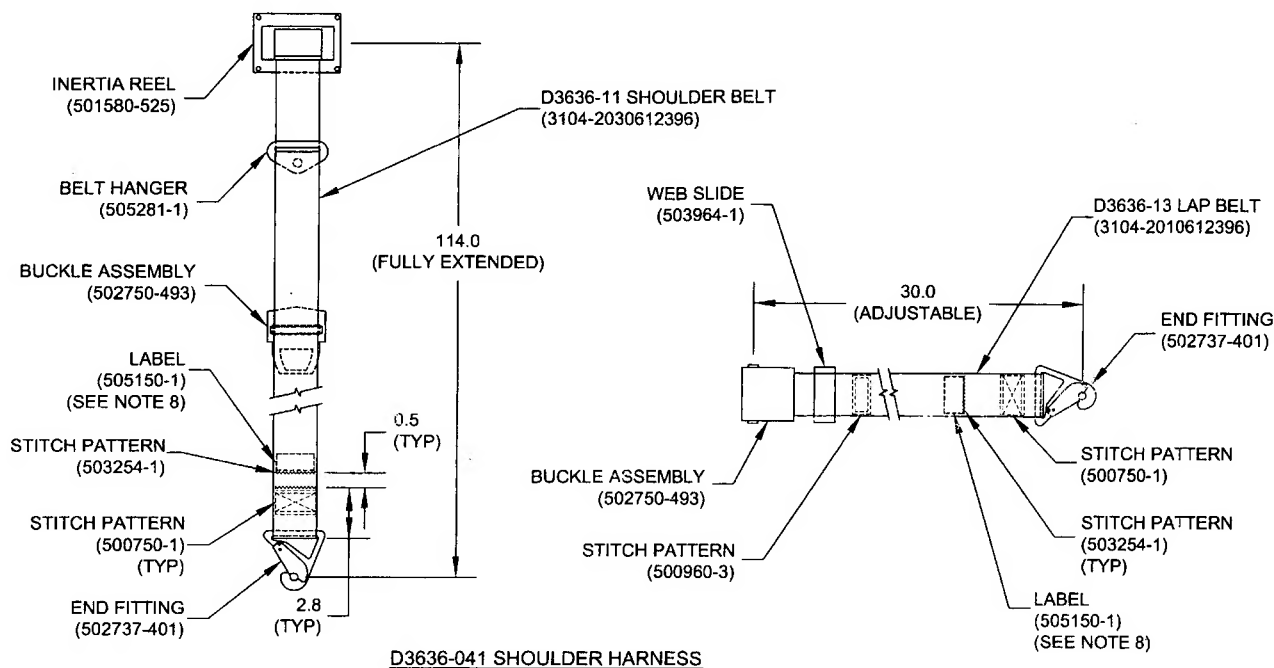 INERTIA REEL
(501580-525)
D3636-11 SHOULDER BELT
(3104-2030612396)
BELT HANGER
(505281-1)
114.0
(FULLY EXTENDED)
BUCKLE ASSEMBLY
(502750-493)
LABEL
(505150-1)
(SEE NOTE 8)
0.5
(TYP)
STITCH PATTERN
(503254-1)
STITCH PATTERN
(500750-1)
(TYP)
END FITTING
(502737-401)
2.8
(TYP)
WEB SLIDE
(503964-1)
D3636-13 LAP BELT
(3104-2010612396)
30.0
(ADJUSTABLE)
END FITTING
(502737-401)
BUCKLE ASSEMBLY
(502750-493)
STITCH PATTERN
(500960-3)
STITCH PATTERN
(500750-1)
STITCH PATTERN
(503254-1)
(TYP)
LABEL
(505150-1)
(SEE NOTE 8)
D3636-041 SHOULDER HARNESS